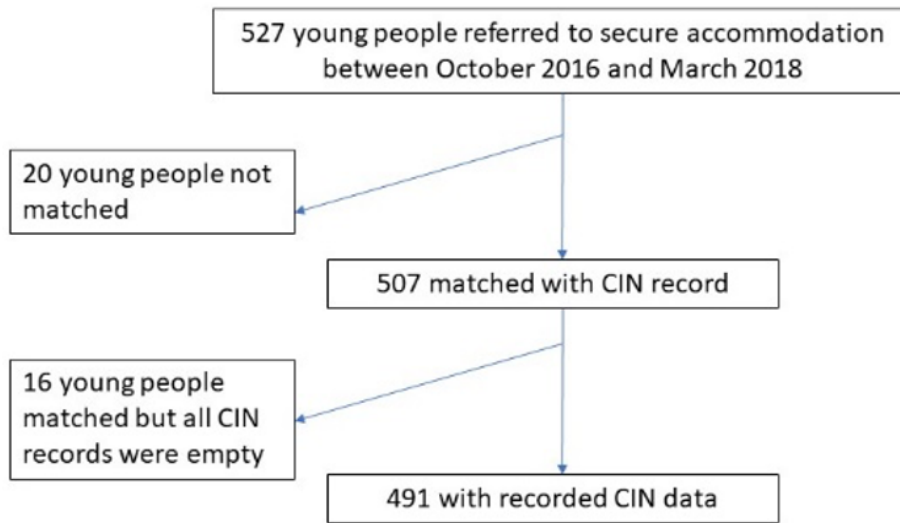 527 young people referred to secure accommodation
between October 2016 and March 2018
20 young people not
matched
507 matched with CIN record
16 young people
matched but all CIN
records were empty
491 with recorded CIN data